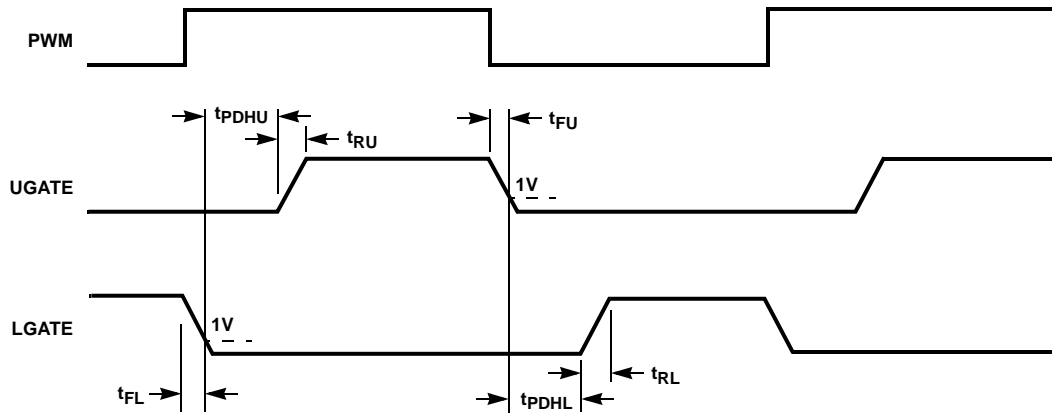 PWM
tPDHU
tRU
tFU
UGATE
1V
LGATE
1V
tFL
tPDHL
tRL